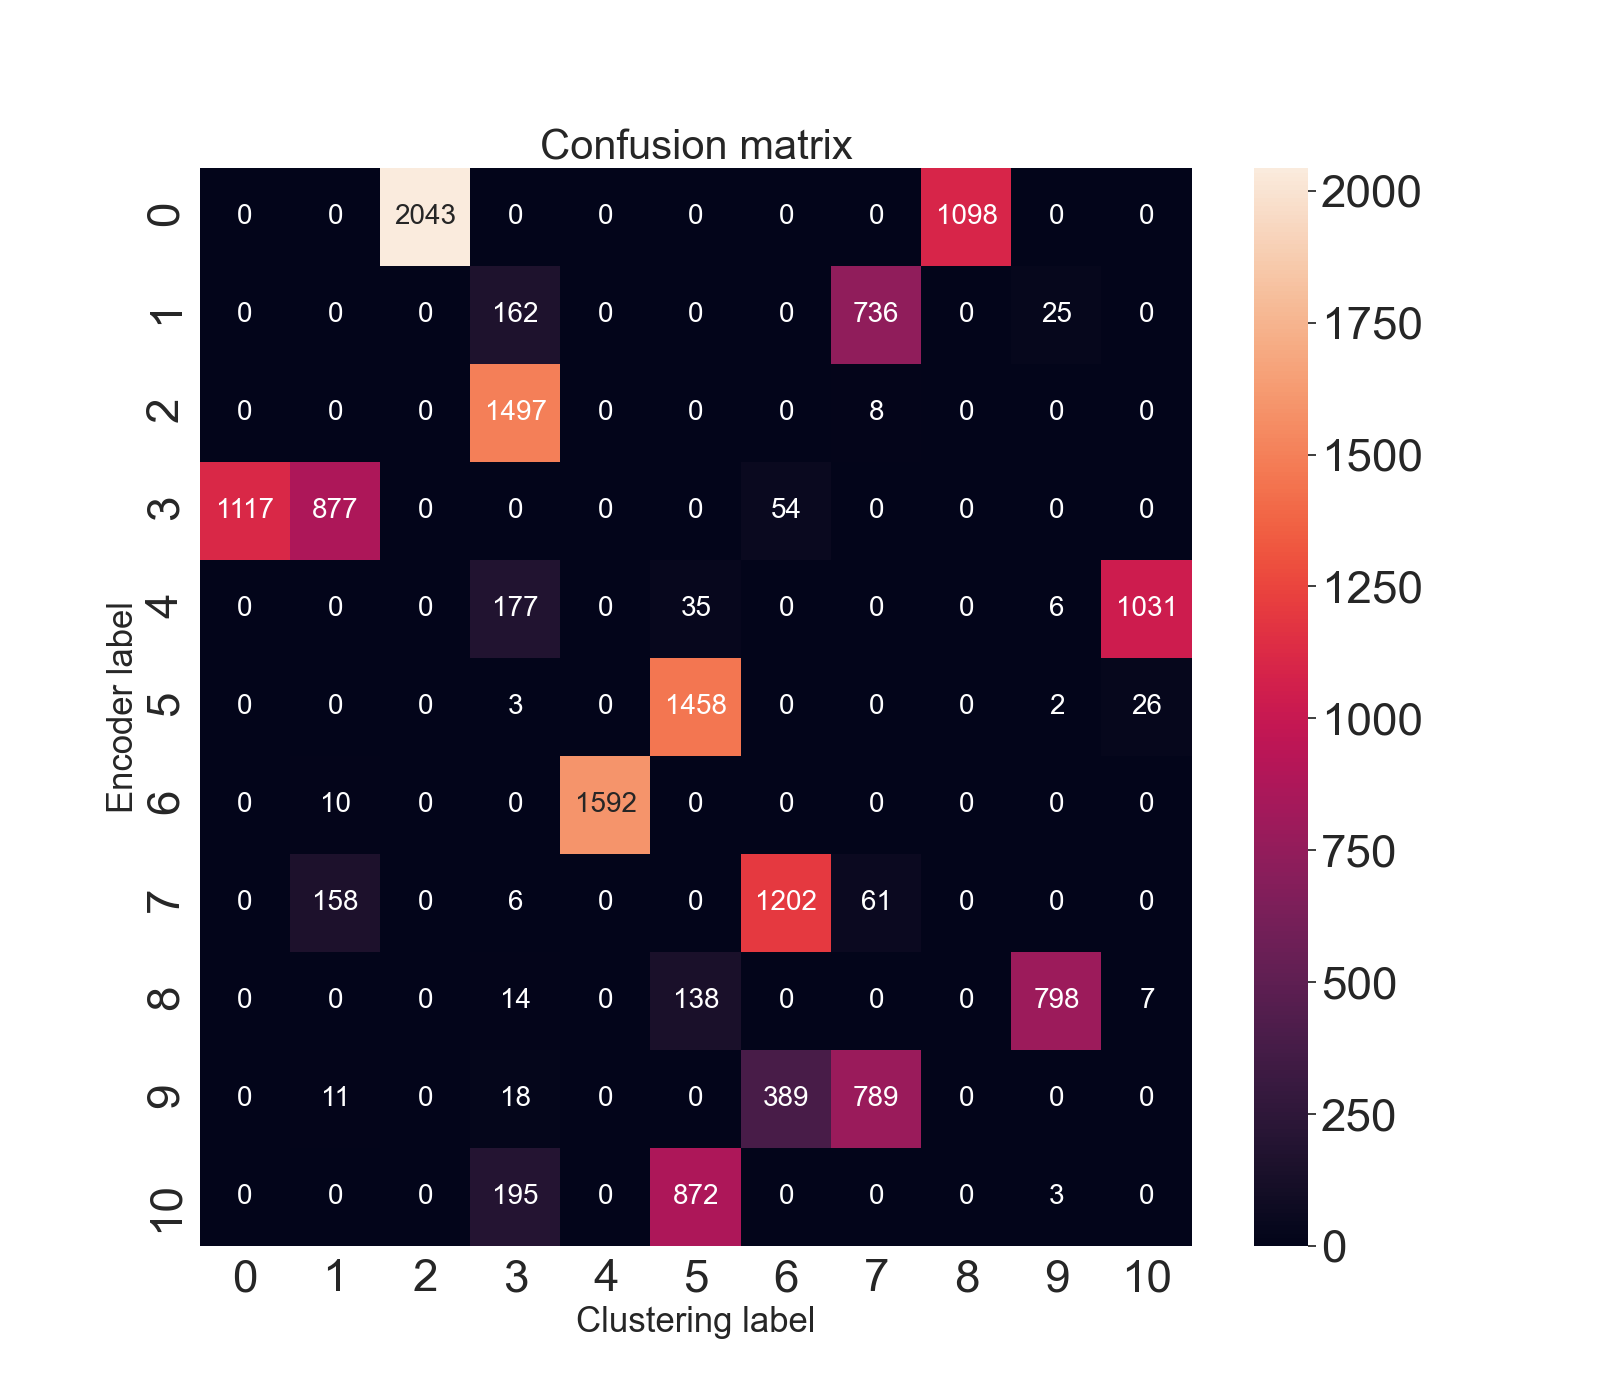 Confusion matrix
0 0 0 2043 0 0 0 0 0 1098 0 0
1 0 0 0 162 0 0 0 736 0 25 0
2 0 0 0 1497 0 0 0 8 0 0 0
3 1117 877 0 0 0 0 54 0 0 0 0
4 0 0 0 177 0 35 0 0 0 6 1031
5 0 0 0 3 0 1458 0 0 0 2 26
6 0 10 0 0 1592 0 0 0 0 0 0
7 0 158 0 6 0 0 1202 61 0 0 0
8 0 0 0 14 0 138 0 0 0 798 7
9 0 11 0 18 0 0 389 789 0 0 0
10 0 0 0 195 0 872 0 0 0 3 0
0 1 2 3 4 5 6 7 8 9 10
Clustering label
Encoder label
2000
1750
1500
1250
1000
750
500
250
0